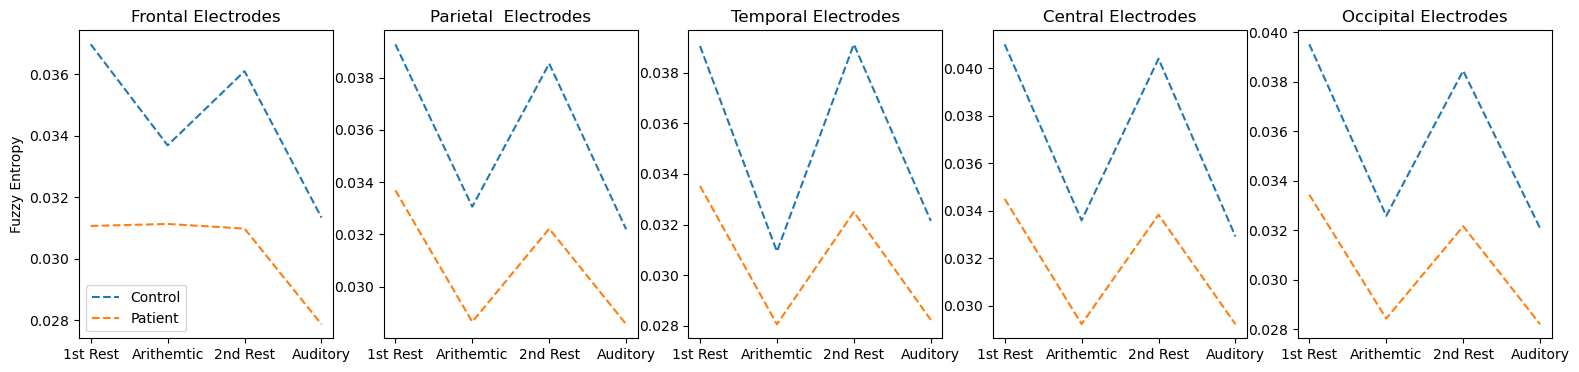 Frontal Electrodes
Parietal  Electrodes
Temporal Electrodes
Central Electrodes
Occipital Electrodes
Fuzzy Entropy
0.036
0.034
0.032
0.030
0.028
Control
Patient
1st Rest
Arithemtic
2nd Rest
Auditory
0.038
0.036
0.034
0.032
0.030
1st Rest
Arithemtic
2nd Rest
Auditory
0.038
0.036
0.034
0.032
0.030
0.028
1st Rest
Arithemtic
2nd Rest
Auditory
0.040
0.038
0.036
0.034
0.032
0.030
1st Rest
Arithemtic
2nd Rest
Auditory
0.040
0.038
0.036
0.034
0.032
0.030
0.028
1st Rest
Arithemtic
2nd Rest
Auditory